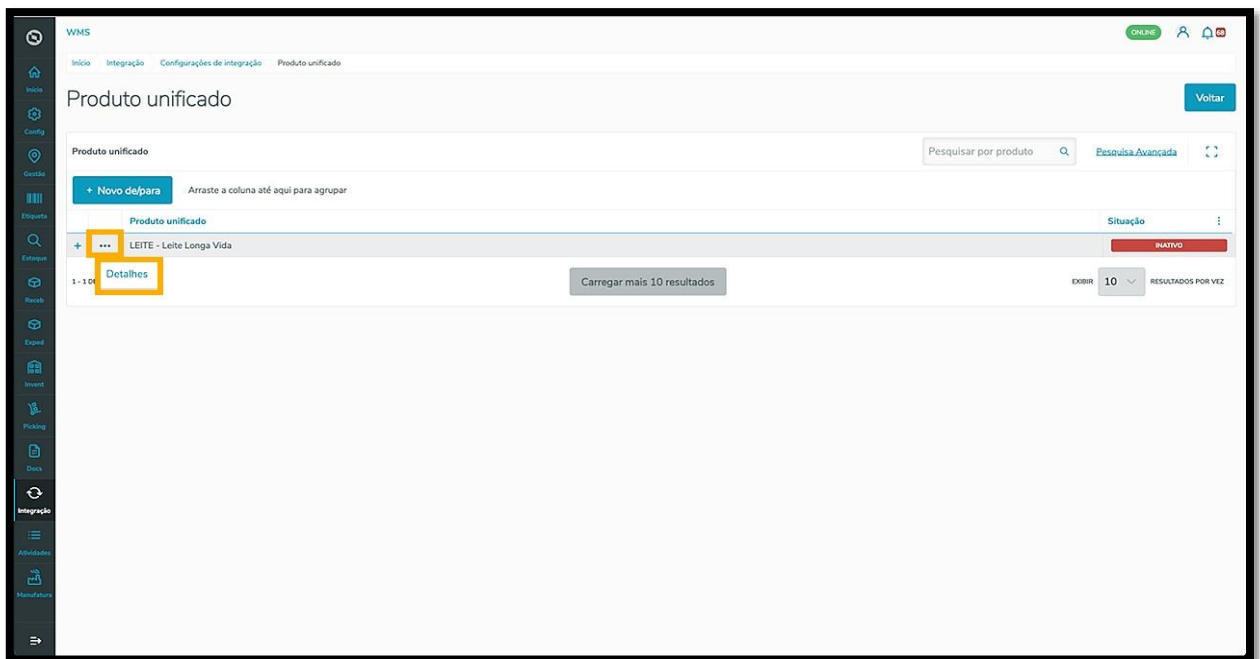 WMS
ONLINE
68
Início Integração Configurações de integração Produto unificado
Produto unificado
Voltar
Produto unificado
Pesquisar por produto
Pesquisa Avançada
+ Novo de/para
Arraste a coluna até aqui para agrupar
Produto unificado
Situação
+ ••• LEITE - Leite Longa Vida
INATIVO
Detalhes
1 - 1
Carregar mais 10 resultados
EXIBIR 10 RESULTADOS POR VEZ
Início
Config
Gestão
Etiqueta
Estoque
Receb
Exped
Invent
Picking
Docs
Integração
Atividades
Manufatura